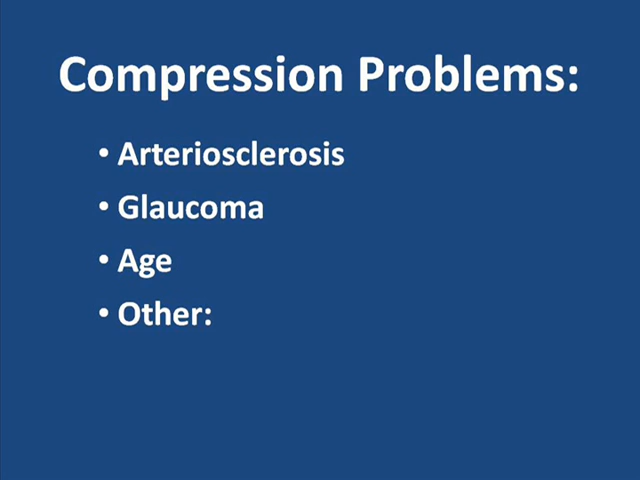 Compression Problems:
• Arteriosclerosis
• Glaucoma
• Age
• Other: